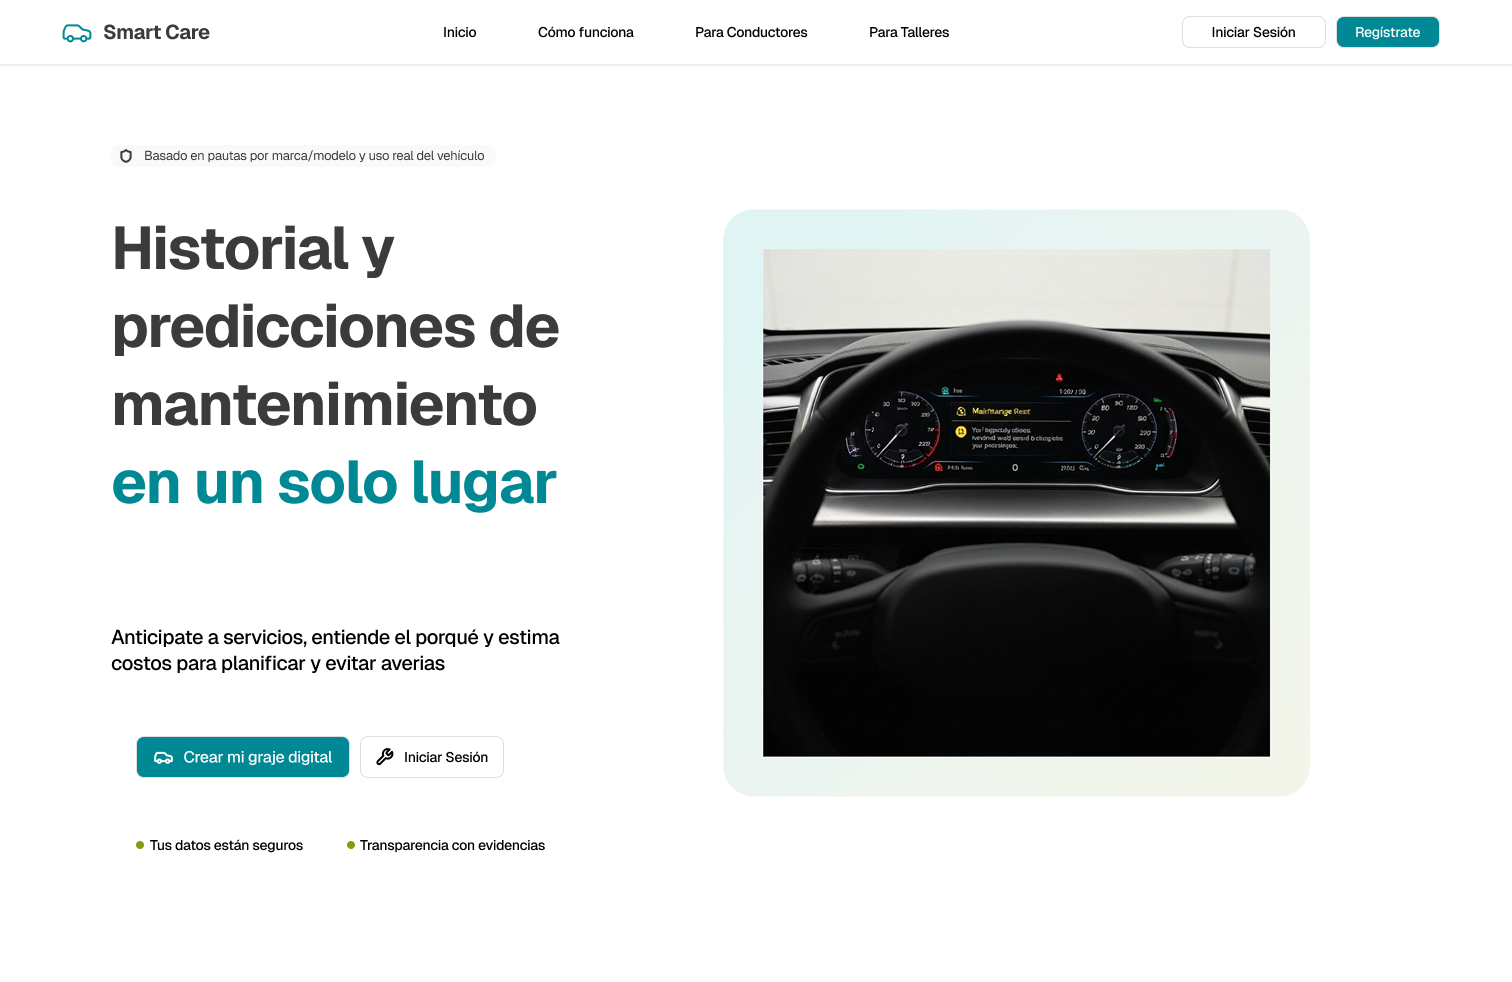 Smart Care
Inicio
Cómo funciona
Para Conductores
Para Talleres
Iniciar Sesión
Regístrate
Basado en pautas por marca/modelo y uso real del vehículo
Historial y
predicciones de
mantenimiento
en un solo lugar
Anticipate a servicios, entiende el porqué y estima
costos para planificar y evitar averias
Crear mi graje digital
Iniciar Sesión
Tus datos están seguros
Transparencia con evidencias
0